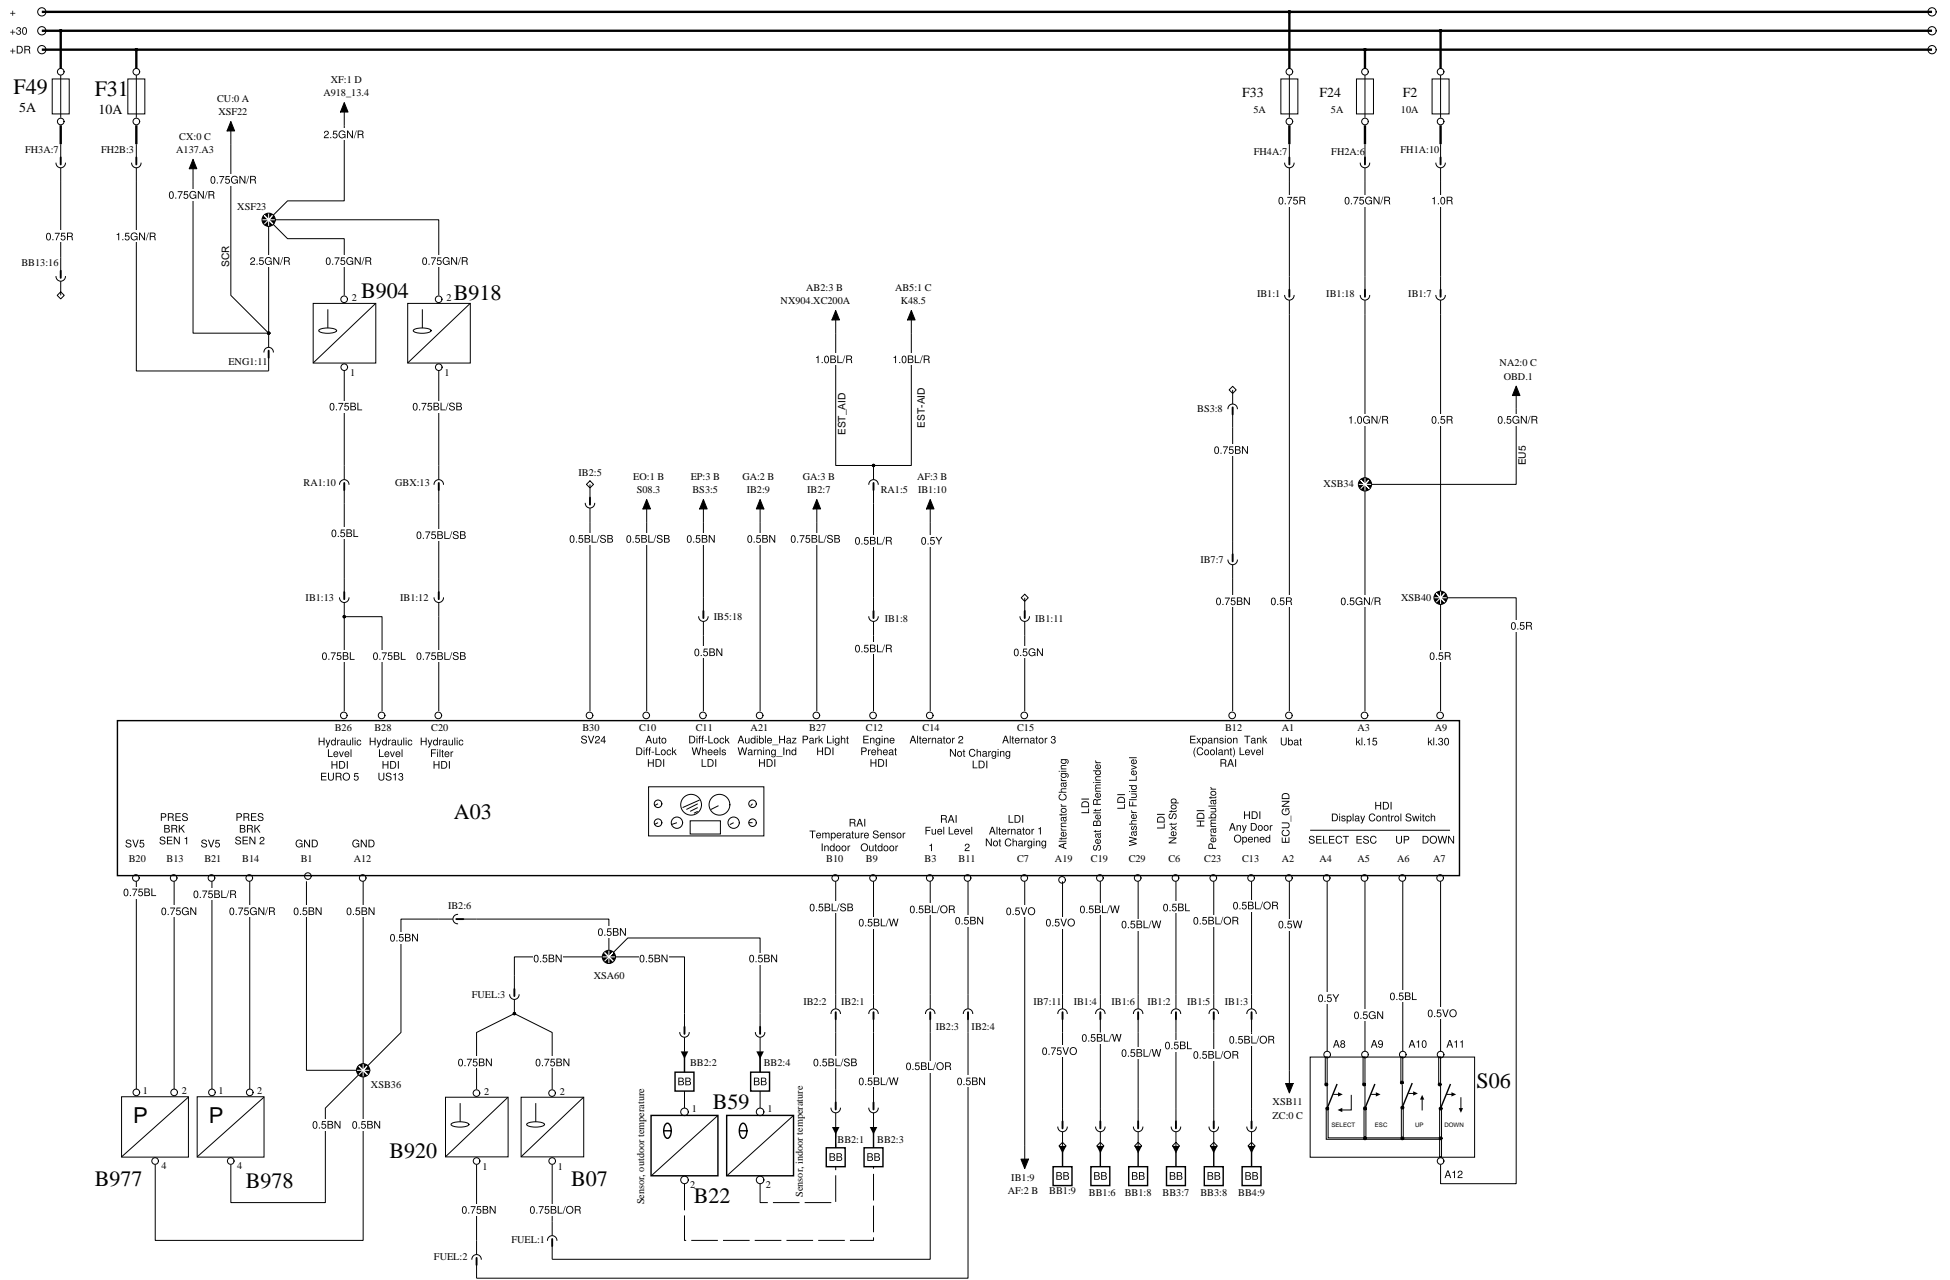 +
+30
+DR
F49
5A
F31
10A
XF:1 D
A918_13.4
CU:0 A
XSF22
CX:0 C
A137.A3
F33
5A
F24
5A
F2
10A
FH3A:7
FH2B:3
2.5GN/R
FH4A:7
FH2A:6
FH1A:10
0.75GN/R
0.75GN/R
XSF23
0.75R
0.75GN/R
1.0R
0.75R
1.5GN/R
SCR
2.5GN/R
0.75GN/R
0.75GN/R
BB13:16
B904
B918
2
2
AB2:3 B
NX904.XC200A
AB5:1 C
K48.5
IB1:1
IB1:18
IB1:7
ENG1:11
1
1
1.0BL/R
1.0BL/R
NA2:0 C
OBD.1
0.75BL
0.75BL/SB
EST_AID
EST-AID
BS3:8
1.0GN/R
0.5R
0.5GN/R
0.75BN
EU5
RA1:10
GBX:13
IB2:5
EO:1 B
S08.3
EP:3 B
BS3:5
GA:2 B
IB2:9
GA:3 B
IB2:7
RA1:5
AF:3 B
IB1:10
XSB34
0.5BL
0.75BL/SB
0.5BL/SB
0.5BL/SB
0.5BN
0.5BN
0.75BL/SB
0.5BL/R
0.5Y
IB7:7
IB1:13
IB1:12
IB5:18
IB1:8
IB1:11
0.75BN
0.5R
0.5GN/R
XSB40
0.5R
0.75BL
0.75BL
0.75BL/SB
0.5BN
0.5BL/R
0.5GN
0.5R
B26
Hydraulic
Level
HDI
EURO 5
B28
Hydraulic
Level
HDI
US13
C20
Hydraulic
Filter
HDI
B30
SV24
C10
Auto
Diff-Lock
HDI
C11
Diff-Lock
Wheels
LDI
A21
Audible_Haz
Warning_Ind
HDI
B27
Park Light
HDI
C12
Engine
Preheat
HDI
C14
Alternator 2
C15
Alternator 3
Not Charging
LDI
B12
Expansion Tank
(Coolant) Level
RAI
A1
Ubat
A3
kl.15
A9
kl.30
A03
SV5
B20
PRES
BRK
SEN 1
B13
SV5
B21
PRES
BRK
SEN 2
B14
GND
B1
GND
A12
RAI
Temperature Sensor
Indoor Outdoor
B10 B9
RAI
Fuel Level
1 2
B3 B11
LDI
Alternator 1
Not Charging
C7
Alternator Charging
A19
LDI
Seat Belt Reminder
C19
LDI
Washer Fluid Level
C29
LDI
Next Stop
C6
HDI
Perambulator
C23
HDI
Any Door
Opened
C13
ECU_GND
A2
HDI
Display Control Switch
SELECT ESC UP DOWN
A4 A5 A6 A7
0.75BL
0.75GN
0.75BL/R
0.75GN/R
0.5BN
0.5BN
IB2:6
0.5BN
0.5BN
0.5BN
0.5BN
0.5BN
XSA60
0.5BL/SB
0.5BL/W
0.5BL/OR
0.5BN
0.5VO
0.5VO
0.5BL/W
0.5BL/W
0.5BL
0.5BL/OR
0.5BL/OR
0.5W
FUEL:3
IB2:2
IB2:1
IB2:3
IB2:4
IB7:11
IB1:4
IB1:6
IB1:2
IB1:5
IB1:3
0.5Y
0.5GN
0.5BL
0.5VO
0.75BN
0.75BN
BB2:2
BB2:4
0.5BL/SB
0.5BL/W
0.5BL/OR
0.5BN
0.75VO
0.5BL/W
0.5BL/W
0.5BL
0.5BL/OR
0.5BL/OR
A8
A9
A10
A11
BB
BB
XSB36
1
2
1
2
P
P
0.5BN
0.5BN
4
4
B977
B978
2
2
B920
B07
1
1
Sensor, outdoor temperature
1
θ
2
B22
B59
1
θ
2
Sensor, indoor temperature
BB2:1
BB2:3
BB
BB
XSB11
ZC:0 C
S06
SELECT
ESC
UP
DOWN
A12
IB1:9
AF:2 B
BB
BB
BB
BB
BB
BB
BB1:9
BB1:6
BB1:8
BB3:7
BB3:8
BB4:9
0.75BN
0.75BL/OR
FUEL:1
FUEL:2